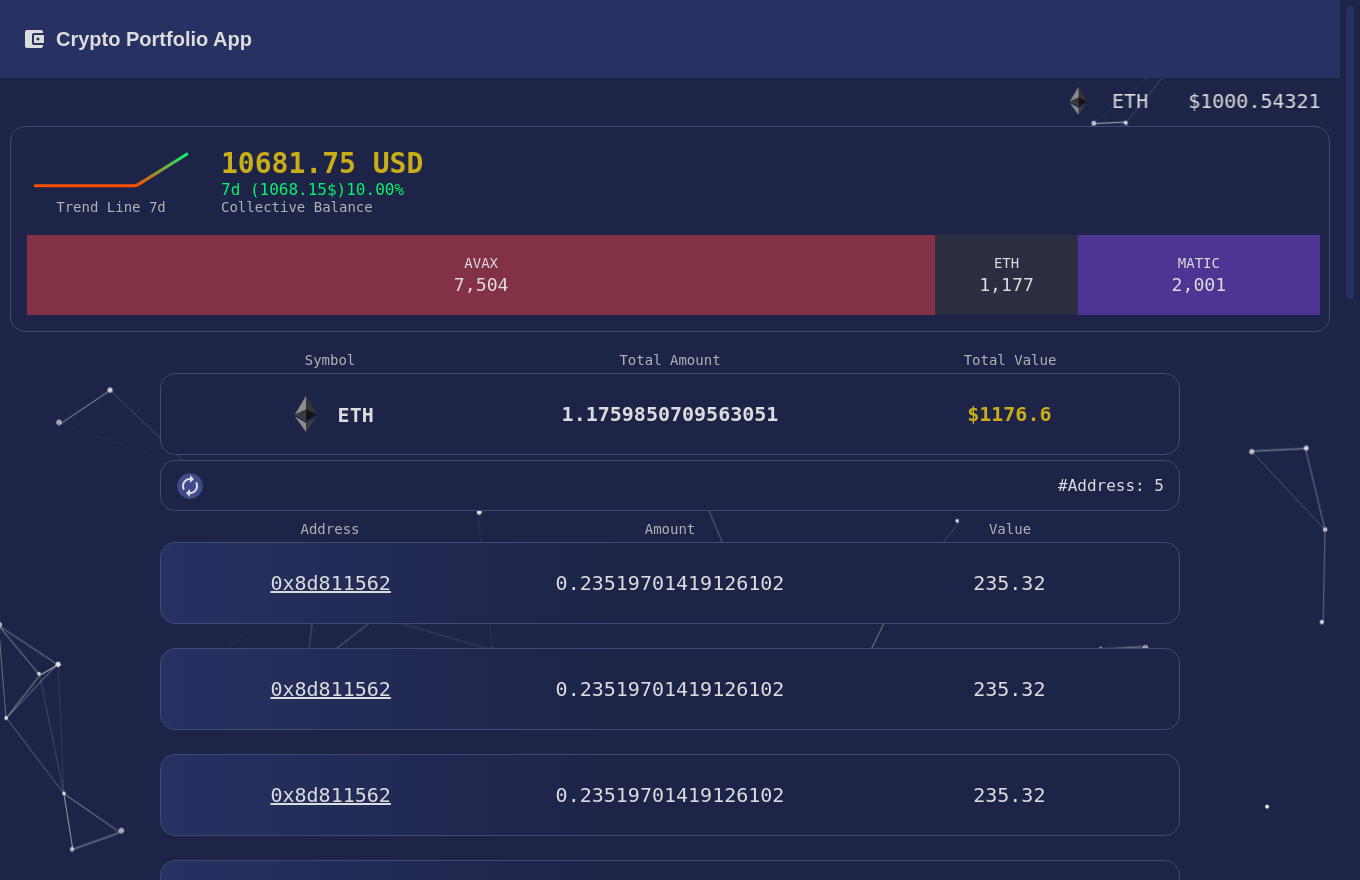 Crypto Portfolio App
ETH $1000.54321
10681.75 USD
7d (1068.15$)10.00%
Trend Line 7d
Collective Balance
AVAX
7,504
ETH
1,177
MATIC
2,001
Symbol Total Amount Total Value
ETH 1.1759850709563051 $1176.6
#Address: 5
Address Amount Value
0x8d811562 0.23519701419126102 235.32
0x8d811562 0.23519701419126102 235.32
0x8d811562 0.23519701419126102 235.32